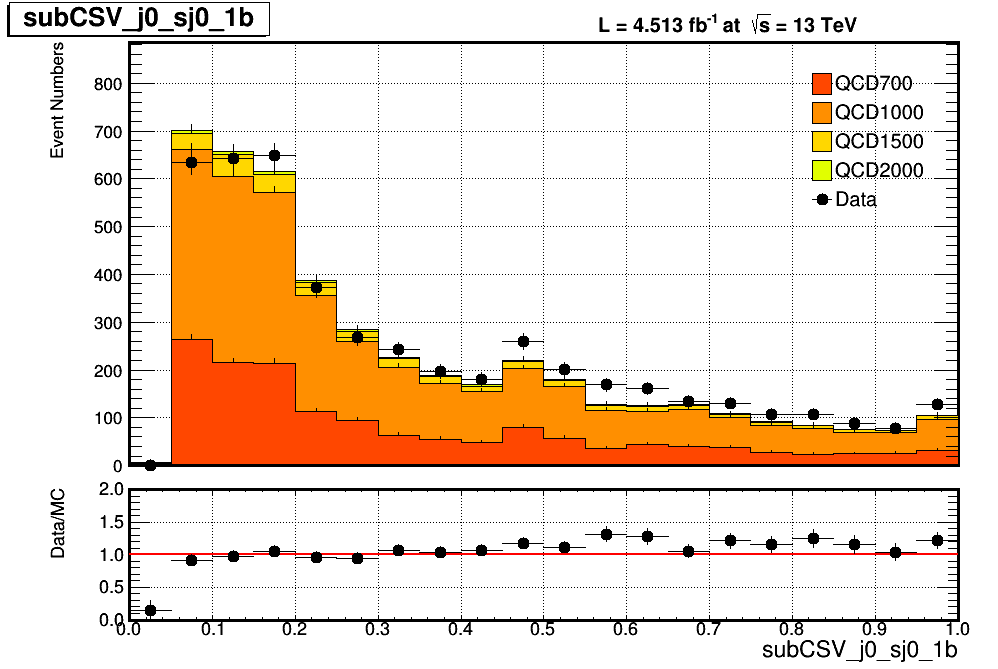 subCSV_j0_sj0_1b
L = 4.513 fb⁻¹ at √s = 13 TeV
Event Numbers
800
700
600
500
400
300
200
100
0
QCD700
QCD1000
QCD1500
QCD2000
Data
Data/MC
2.0
1.5
1.0
0.5
0.0
0.0 0.1 0.2 0.3 0.4 0.5 0.6 0.7 0.8 0.9 1.0
subCSV_j0_sj0_1b